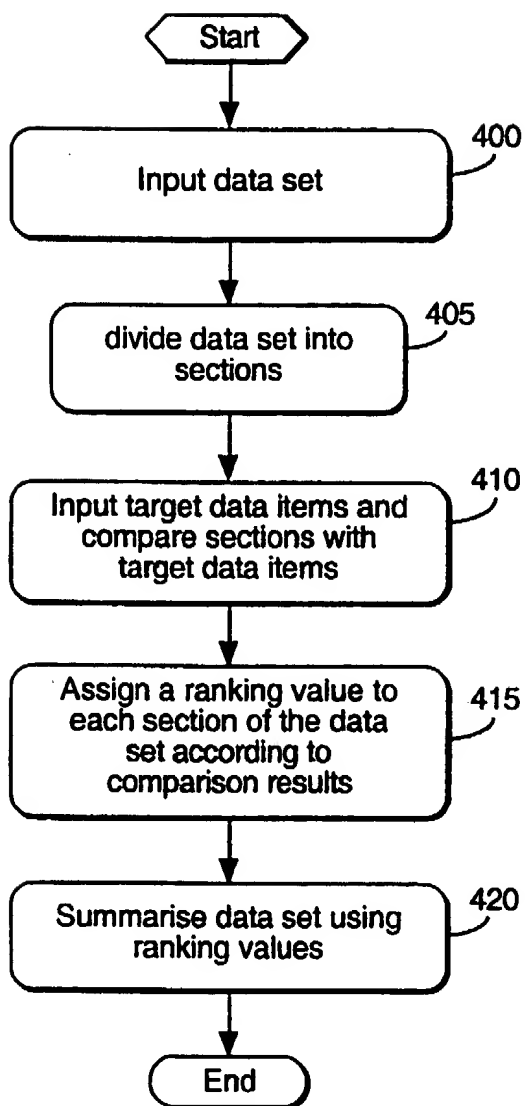 Start
400
Input data set
405
divide data set into
sections
410
Input target data items and
compare sections with
target data items
415
Assign a ranking value to
each section of the data
set according to
comparison results
420
Summarise data set using
ranking values
End